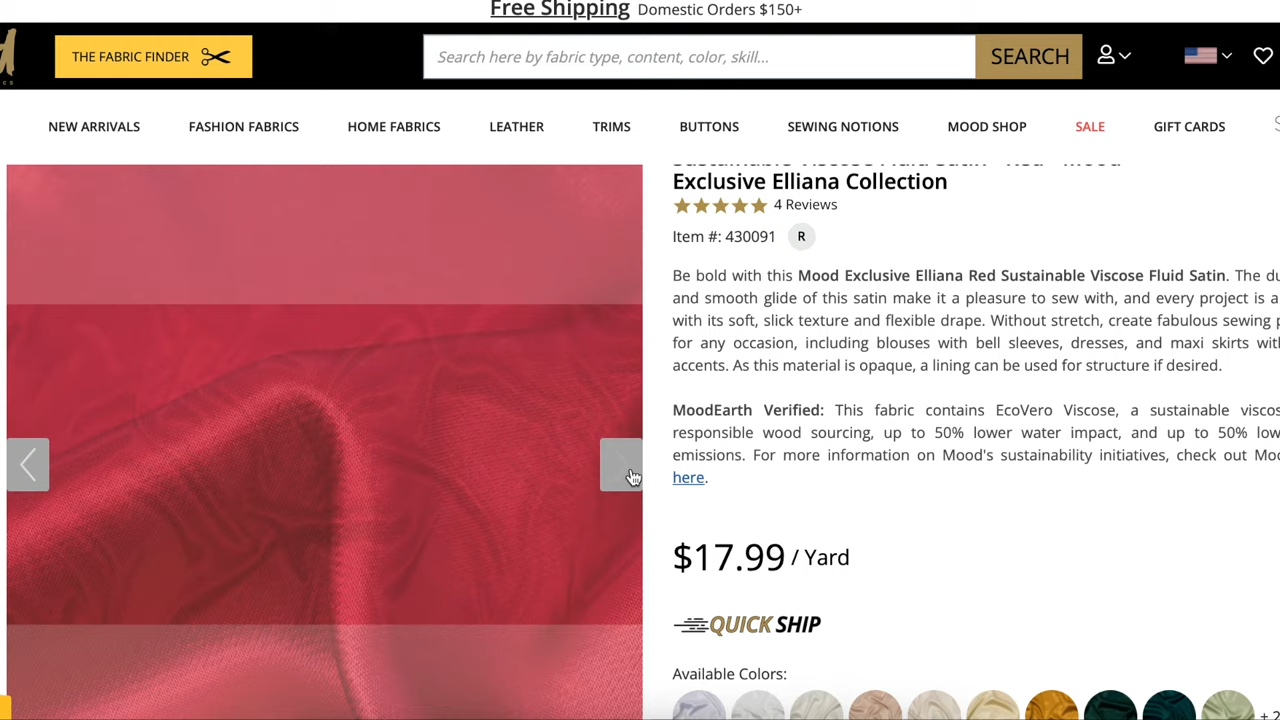 Free Shipping Domestic Orders $150+
THE FABRIC FINDER
Search here by fabric type, content, color, skill...
SEARCH
NEW ARRIVALS
FASHION FABRICS
HOME FABRICS
LEATHER
TRIMS
BUTTONS
SEWING NOTIONS
MOOD SHOP
SALE
GIFT CARDS
Exclusive Elliana Collection
4 Reviews
Item #: 430091 R
Be bold with this Mood Exclusive Elliana Red Sustainable Viscose Fluid Satin. The
and smooth glide of this satin make it a pleasure to sew with, and every project is
with its soft, slick texture and flexible drape. Without stretch, create fabulous sewing
for any occasion, including blouses with bell sleeves, dresses, and maxi skirts
accents. As this material is opaque, a lining can be used for structure if desired.
MoodEarth Verified: This fabric contains EcoVero Viscose, a sustainable
responsible wood sourcing, up to 50% lower water impact, and up to 50%
emissions. For more information on Mood's sustainability initiatives, check out
here.
$17.99 / Yard
QUICK SHIP
Available Colors: